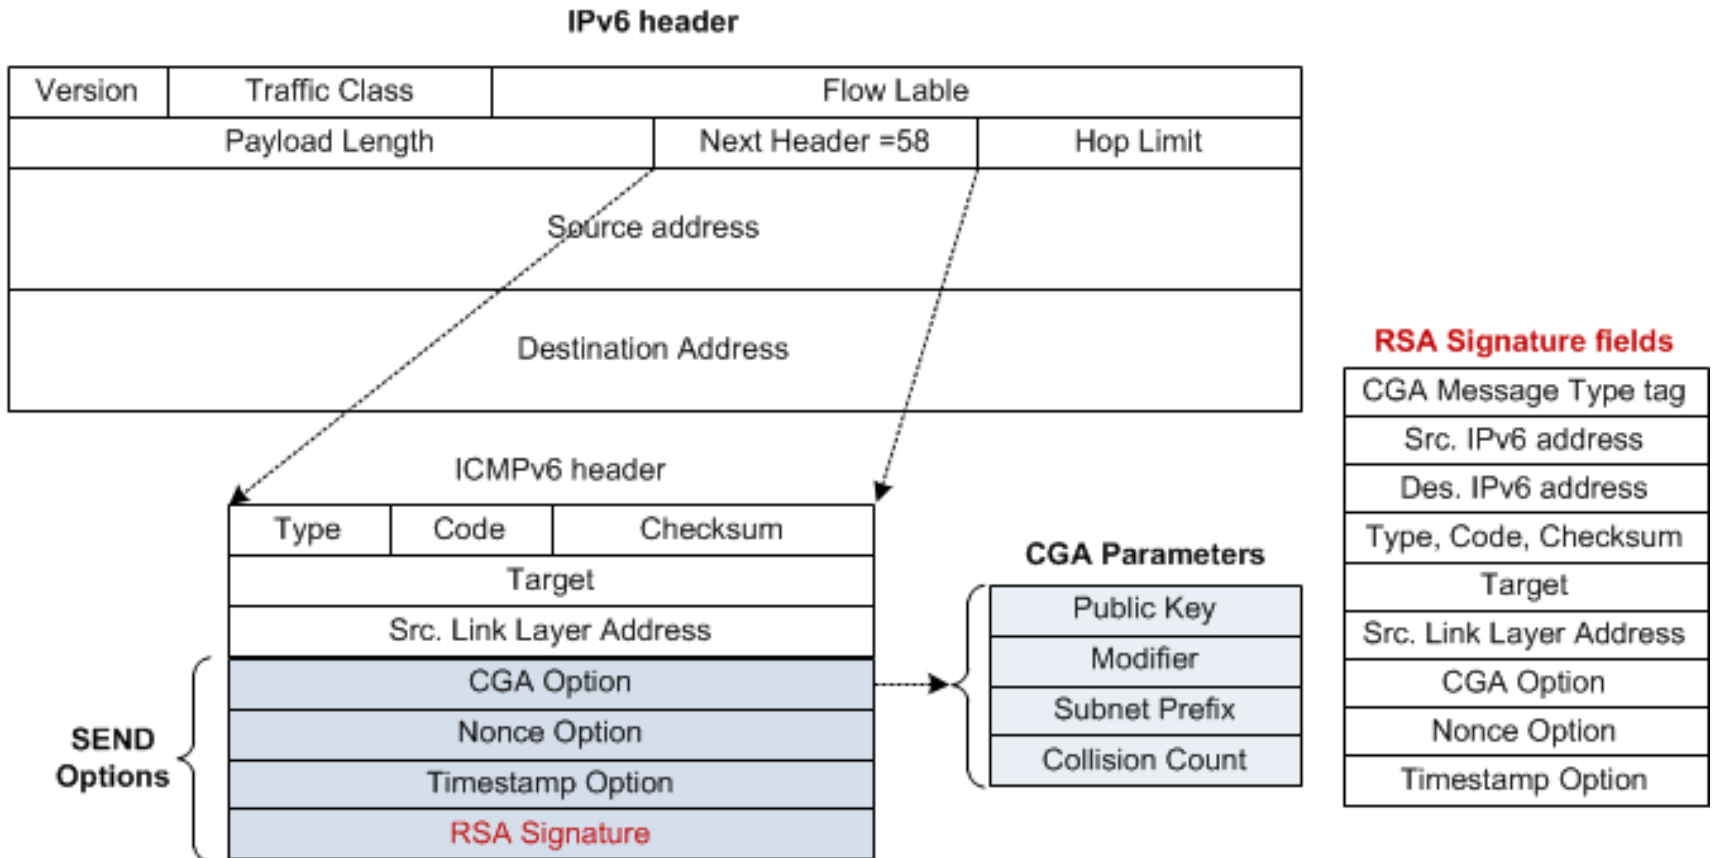 IPv6 header
Version Traffic Class Flow Lable
Payload Length Next Header =58 Hop Limit
Source address
Destination Address
ICMPv6 header
Type Code Checksum
Target
Src. Link Layer Address
SEND
Options
CGA Option
Nonce Option
Timestamp Option
RSA Signature
CGA Parameters
Public Key
Modifier
Subnet Prefix
Collision Count
RSA Signature fields
CGA Message Type tag
Src. IPv6 address
Des. IPv6 address
Type, Code, Checksum
Target
Src. Link Layer Address
CGA Option
Nonce Option
Timestamp Option